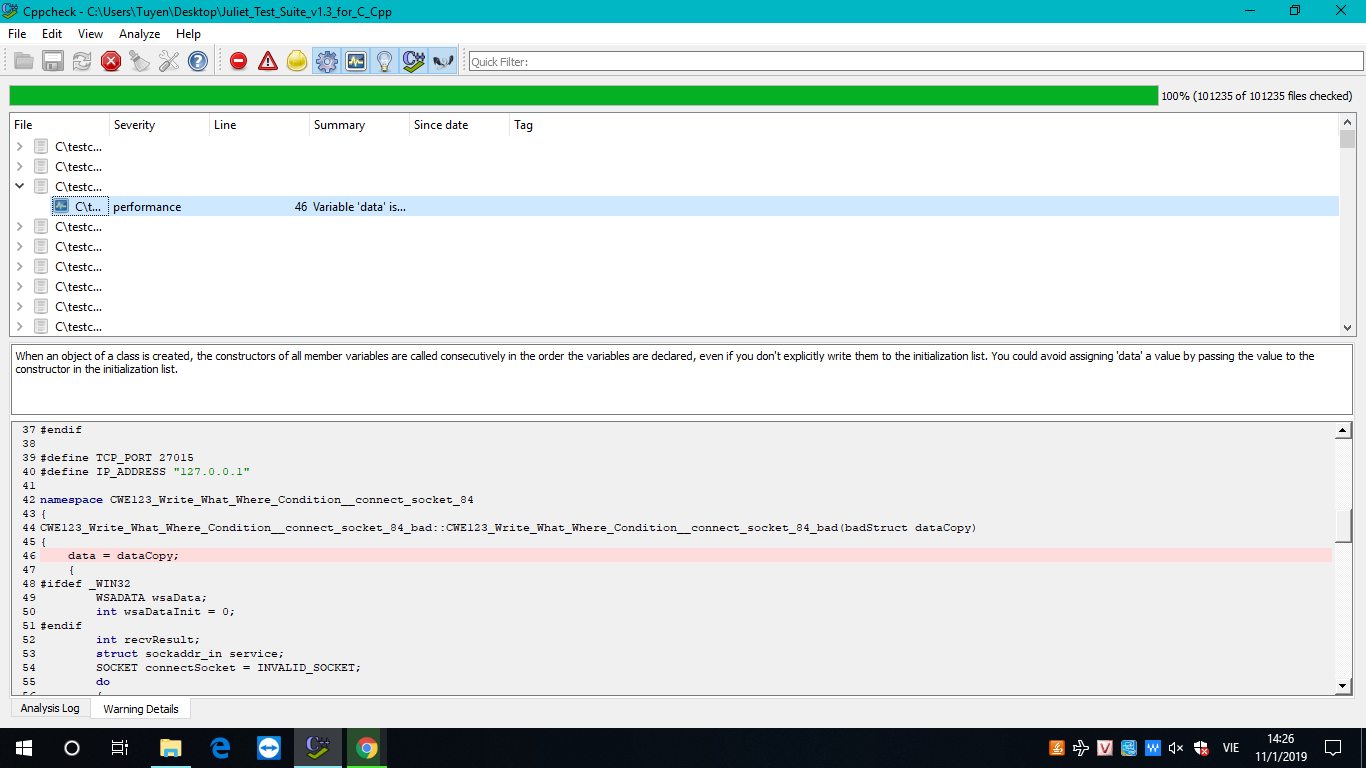 Cppcheck - C:\Users\Tuyen\Desktop\Juliet_Test_Suite_v1.3_for_C_Cpp
File Edit View Analyze Help
Quick Filter:
100% (101235 of 101235 files checked)
File Severity Line Summary Since date Tag
C\testc...
C\testc...
C\testc...
C\t... performance 46 Variable 'data' is...
C\testc...
C\testc...
C\testc...
C\testc...
C\testc...
C\testc...
When an object of a class is created, the constructors of all member variables are called consecutively in the order the variables are declared, even if you don't explicitly write them to the initialization list. You could avoid assigning 'data' a value by passing the value to the
constructor in the initialization list.
37 #endif
38
39 #define TCP_PORT 27015
40 #define IP_ADDRESS "127.0.0.1"
41
42 namespace CWE123_Write_What_Where_Condition__connect_socket_84
43 {
44 CWE123_Write_What_Where_Condition__connect_socket_84_bad::CWE123_Write_What_Where_Condition__connect_socket_84_bad(badStruct dataCopy)
45 {
46 data = dataCopy;
47 {
48 #ifdef _WIN32
49 WSADATA wsaData;
50 int wsaDataInit = 0;
51 #endif
52 int recvResult;
53 struct sockaddr_in service;
54 SOCKET connectSocket = INVALID_SOCKET;
55 do
56 {
Analysis Log Warning Details
VIE
14:26
11/1/2019